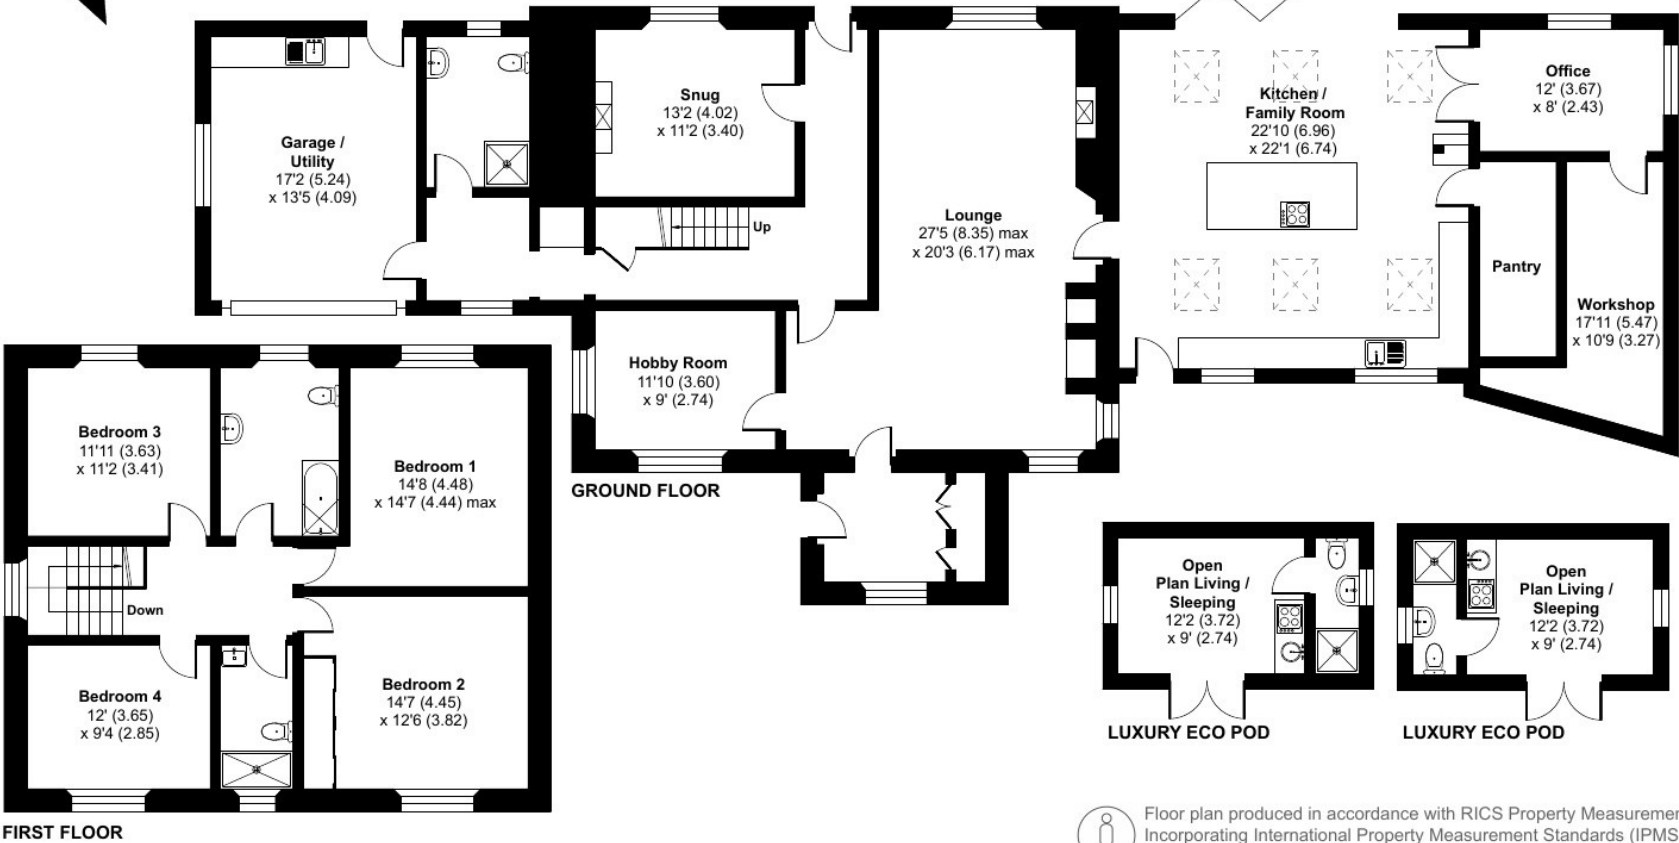 Garage /
Utility
17'2 (5.24)
x 13'5 (4.09)
Snug
13'2 (4.02)
x 11'2 (3.40)
Up
Lounge
27'5 (8.35) max
x 20'3 (6.17) max
Kitchen /
Family Room
22'10 (6.96)
x 22'1 (6.74)
Office
12' (3.67)
x 8' (2.43)
Pantry
Workshop
17'11 (5.47)
x 10'9 (3.27)
Hobby Room
11'10 (3.60)
x 9' (2.74)
GROUND FLOOR
Bedroom 3
11'11 (3.63)
x 11'2 (3.41)
Bedroom 1
14'8 (4.48)
x 14'7 (4.44) max
Down
Bedroom 4
12' (3.65)
x 9'4 (2.85)
Bedroom 2
14'7 (4.45)
x 12'6 (3.82)
FIRST FLOOR
Open
Plan Living /
Sleeping
12'2 (3.72)
x 9' (2.74)
LUXURY ECO POD
Open
Plan Living /
Sleeping
12'2 (3.72)
x 9' (2.74)
LUXURY ECO POD
Floor plan produced in accordance with RICS Property Measuremen
Incorporating International Property Measurement Standards (IPMS